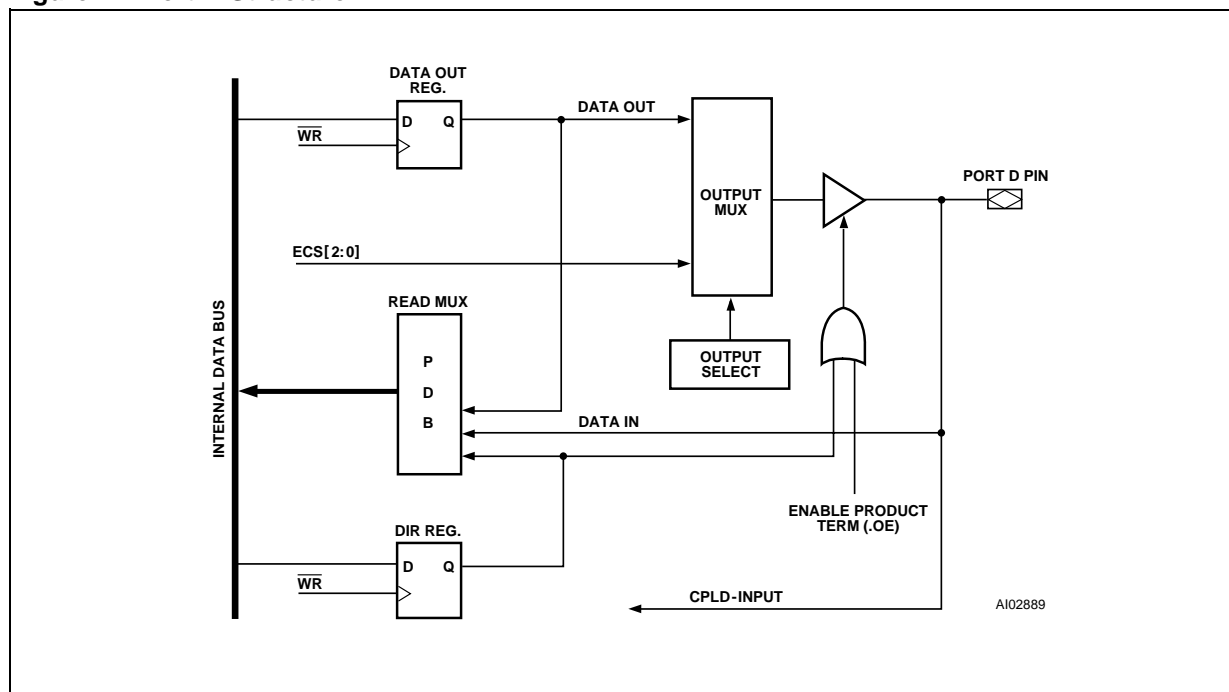 DATA OUT
REG.
D Q
WR
DATA OUT
OUTPUT
MUX
PORT D PIN
ECS[2:0]
READ MUX
P
D
B
OUTPUT
SELECT
INTERNAL DATA BUS
DATA IN
ENABLE PRODUCT
TERM (.OE)
DIR REG.
D Q
WR
CPLD-INPUT
AI02889